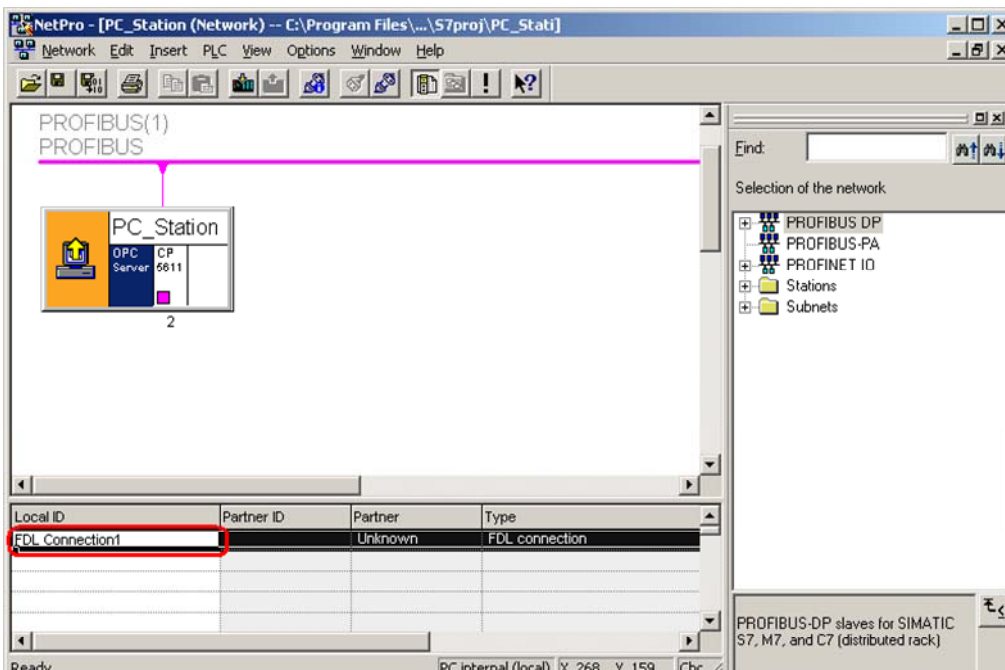 NetPro - [PC_Station (Network) -- C:\Program Files\...\S7proj\PC_Stati]
Network Edit Insert PLC View Options Window Help
PROFIBUS(1)
PROFIBUS
PC_Station
OPC Server
CP 5611
2
Find:
Selection of the network
PROFIBUS DP
PROFIBUS-PA
PROFINET IO
Stations
Subnets
Local ID Partner ID Partner Type
FDL Connection1 Unknown FDL connection
PROFIBUS-DP slaves for SIMATIC
S7, M7, and C7 (distributed rack)
Ready PC internal (local) X 268 Y 159 Chc